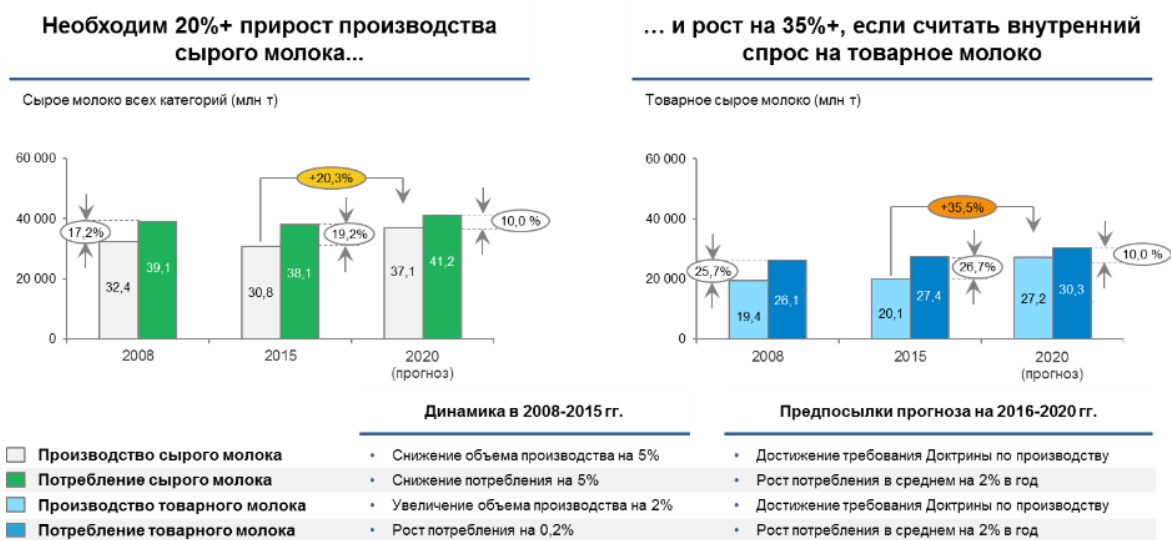 Необходим 20%+ прирост производства
сырого молока...
Сырое молоко всех категорий (млн т)
60 000
40 000
20 000
0
+20,3%
17,2%
19,2%
10,0 %
32,4
39,1
30,8
38,1
37,1
41,2
2008
2015
2020
(прогноз)
… и рост на 35%+, если считать внутренний
спрос на товарное молоко
Товарное сырое молоко (млн т)
60 000
40 000
20 000
0
+35,5%
25,7%
26,7%
10,0 %
19,4
26,1
20,1
27,4
27,2
30,3
2008
2015
2020
(прогноз)
Динамика в 2008-2015 гг.
Предпосылки прогноза на 2016-2020 гг.
Производство сырого молока
• Снижение объема производства на 5%
• Достижение требования Доктрины по производству
Потребление сырого молока
• Снижение потребления на 5%
• Рост потребления в среднем на 2% в год
Производство товарного молока
• Увеличение объема производства на 2%
• Достижение требования Доктрины по производству
Потребление товарного молока
• Рост потребления на 0,2%
• Рост потребления в среднем на 2% в год